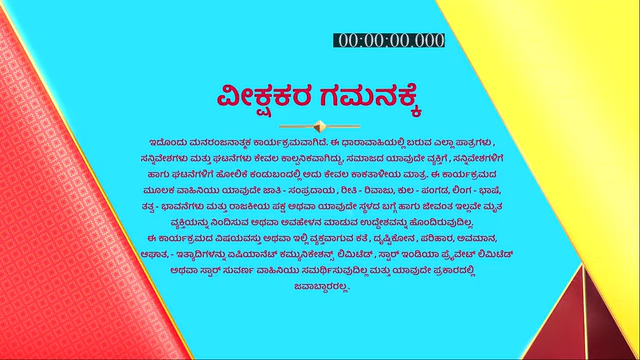 00:00:00.000
ವೀಕ್ಷಕರ ಗಮನಕ್ಕೆ
ಇದೊಂದು ಮನರಂಜನಾತ್ಮಕ ಕಾರ್ಯಕ್ರಮವಾಗಿದೆ. ಈ ಧಾರಾವಾಹಿಯಲ್ಲಿ ಬರುವ ಎಲ್ಲಾ ಪಾತ್ರಗಳು ,
ಸನ್ನಿವೇಶಗಳು ಮತ್ತು ಘಟನೆಗಳು ಕೇವಲ ಕಾಲ್ಪನಿಕವಾಗಿದ್ದು, ಸಮಾಜದ ಯಾವುದೇ ವ್ಯಕ್ತಿಗೆ , ಸನ್ನಿವೇಶಗಳಿಗೆ
ಹಾಗು ಘಟನೆಗಳಿಗೆ ಹೋಲಿಕೆ ಕಂಡುಬಂದಲ್ಲಿ ಅದು ಕೇವಲ ಕಾಕತಾಳೀಯ ಮಾತ್ರ. ಈ ಕಾರ್ಯಕ್ರಮದ
ಮೂಲಕ ವಾಹಿನಿಯು ಯಾವುದೇ ಜಾತಿ - ಸಂಪ್ರದಾಯ , ರೀತಿ - ರಿವಾಜು, ಕುಲ - ಪಂಗಡ, ಲಿಂಗ - ಭಾಷೆ,
ತತ್ವ - ಭಾವನೆಗಳು ಮತ್ತು ರಾಜಕೀಯ ಪಕ್ಷ ಅಥವಾ ಯಾವುದೇ ಸ್ಥಳದ ಬಗ್ಗೆ ಹಾಗು ಜೀವಂತ ಇಲ್ಲವೇ ಮೃತ
ವ್ಯಕ್ತಿಯನ್ನು ನಿಂದಿಸುವ ಅಥವಾ ಅವಹೇಳನ ಮಾಡುವ ಉದ್ದೇಶವನ್ನು ಹೊಂದಿರುವುದಿಲ್ಲ.
ಈ ಕಾರ್ಯಕ್ರಮದ ವಿಷಯವಸ್ತು ಅಥವಾ ಇಲ್ಲಿ ವ್ಯಕ್ತವಾಗುವ ಕತೆ , ದೃಷ್ಟಿಕೋನ , ಪರಿಹಾರ, ಅವಮಾನ,
ಆಘಾತ, - ಇತ್ಯಾದಿಗಳನ್ನು ಏಷಿಯಾನೆಟ್ ಕಮ್ಯುನಿಕೇಶನ್ಸ್ ಲಿಮಿಟೆಡ್ , ಸ್ಟಾರ್ ಇಂಡಿಯಾ ಪ್ರೈವೇಟ್ ಲಿಮಿಟೆಡ್
ಅಥವಾ ಸ್ಟಾರ್ ಸುವರ್ಣ ವಾಹಿನಿಯು ಸಮರ್ಥಿಸುವುದಿಲ್ಲ ಮತ್ತು ಯಾವುದೇ ಪ್ರಕಾರದಲ್ಲಿ
ಜವಾಬ್ದಾರರಲ್ಲ.